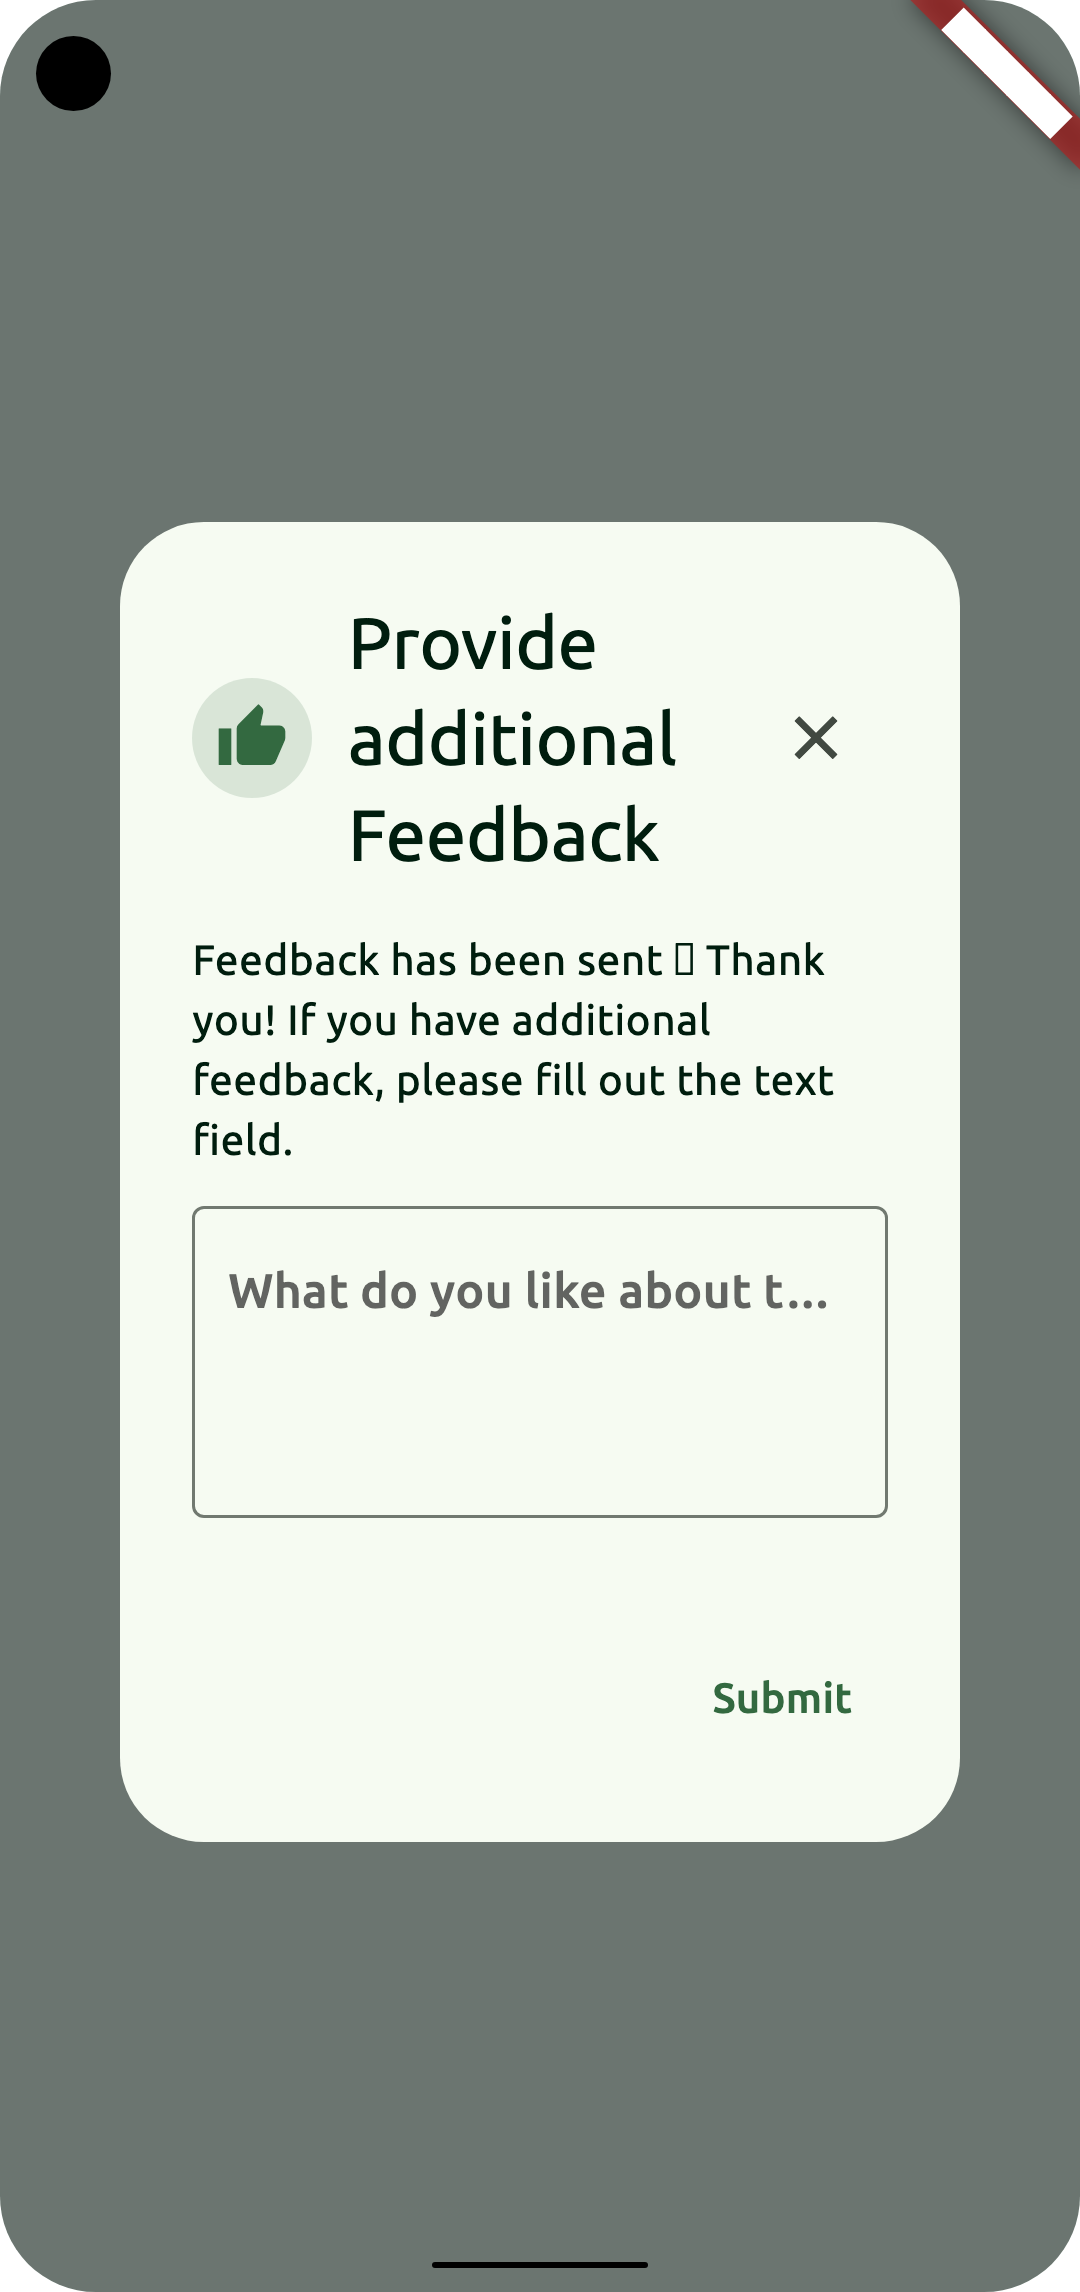 Provide
additional
Feedback
Feedback has been sent ▯ Thank
you! If you have additional
feedback, please fill out the text
field.
What do you like about t…
Submit